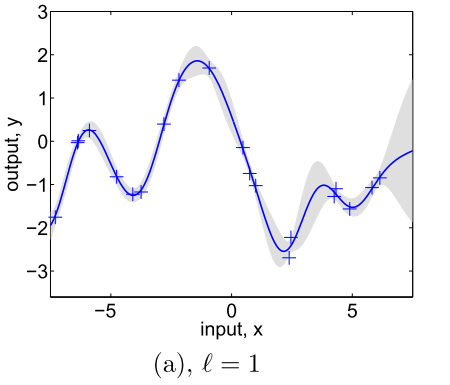 3
2
1
0
−1
−2
−3
output, y
−5 0 5
input, x
(a), ℓ = 1